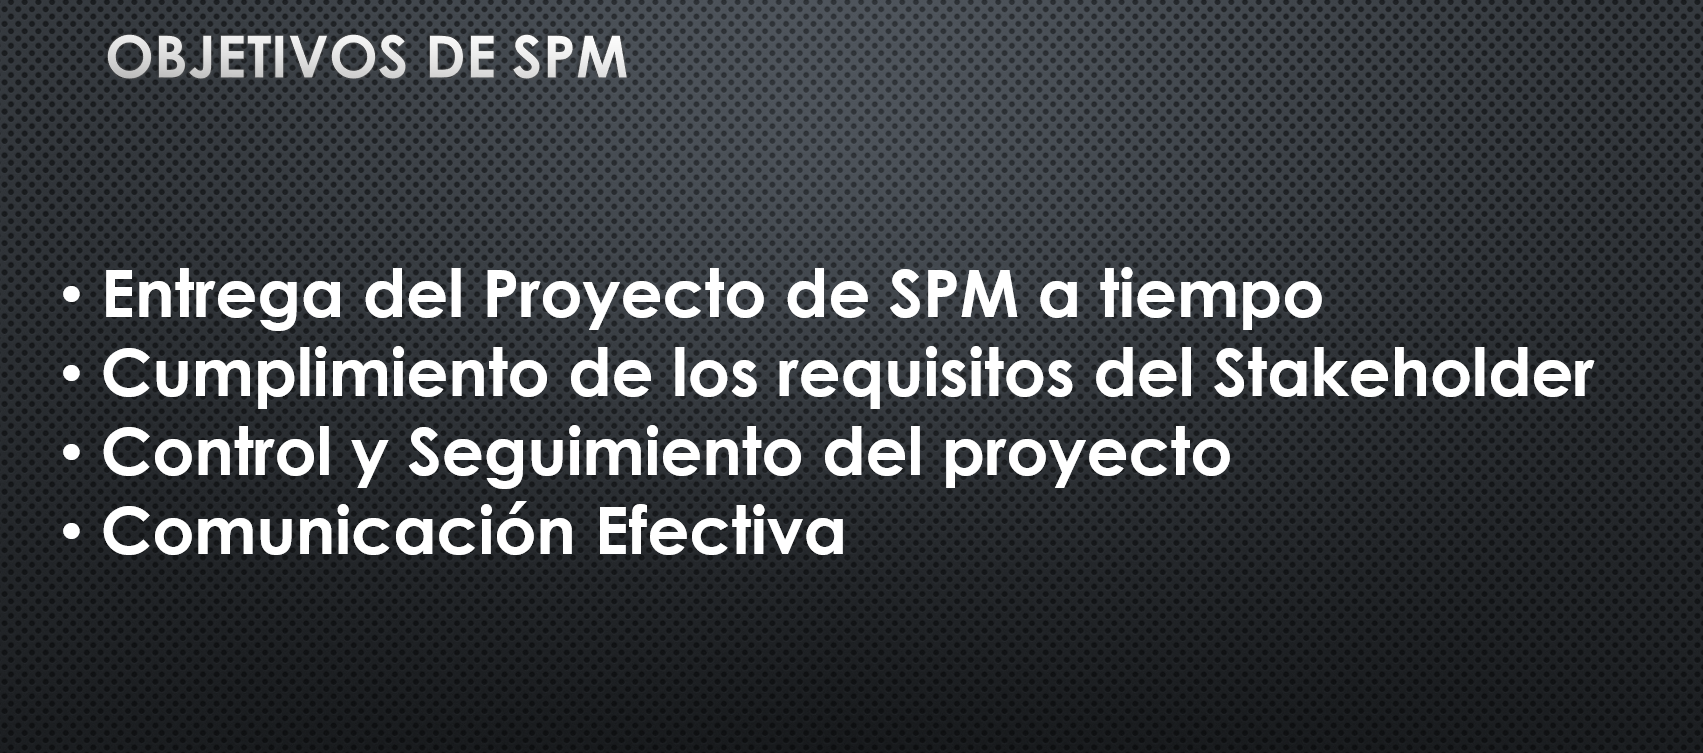 OBJETIVOS DE SPM
• Entrega del Proyecto de SPM a tiempo
• Cumplimiento de los requisitos del Stakeholder
• Control y Seguimiento del proyecto
• Comunicación Efectiva